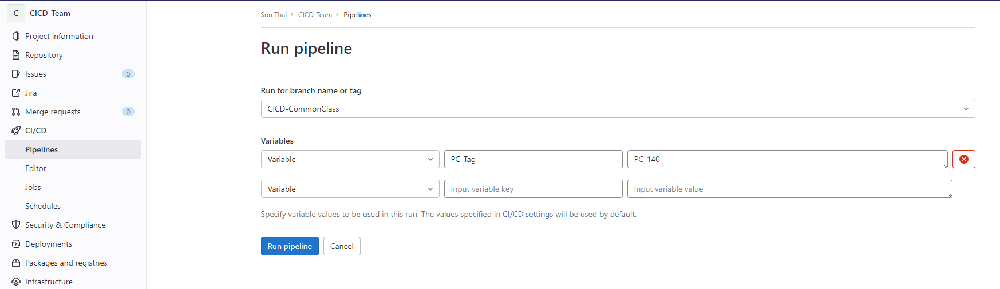 C CICD_Team
Project information
Repository
Issues 0
Jira
Merge requests 0
CI/CD
Pipelines
Editor
Jobs
Schedules
Security & Compliance
Deployments
Packages and registries
Infrastructure
Son Thai > CICD_Team > Pipelines
Run pipeline
Run for branch name or tag
CICD-CommonClass
Variables
Variable PC_Tag PC_140
Variable Input variable key Input variable value
Specify variable values to be used in this run. The values specified in CI/CD settings will be used by default.
Run pipeline Cancel